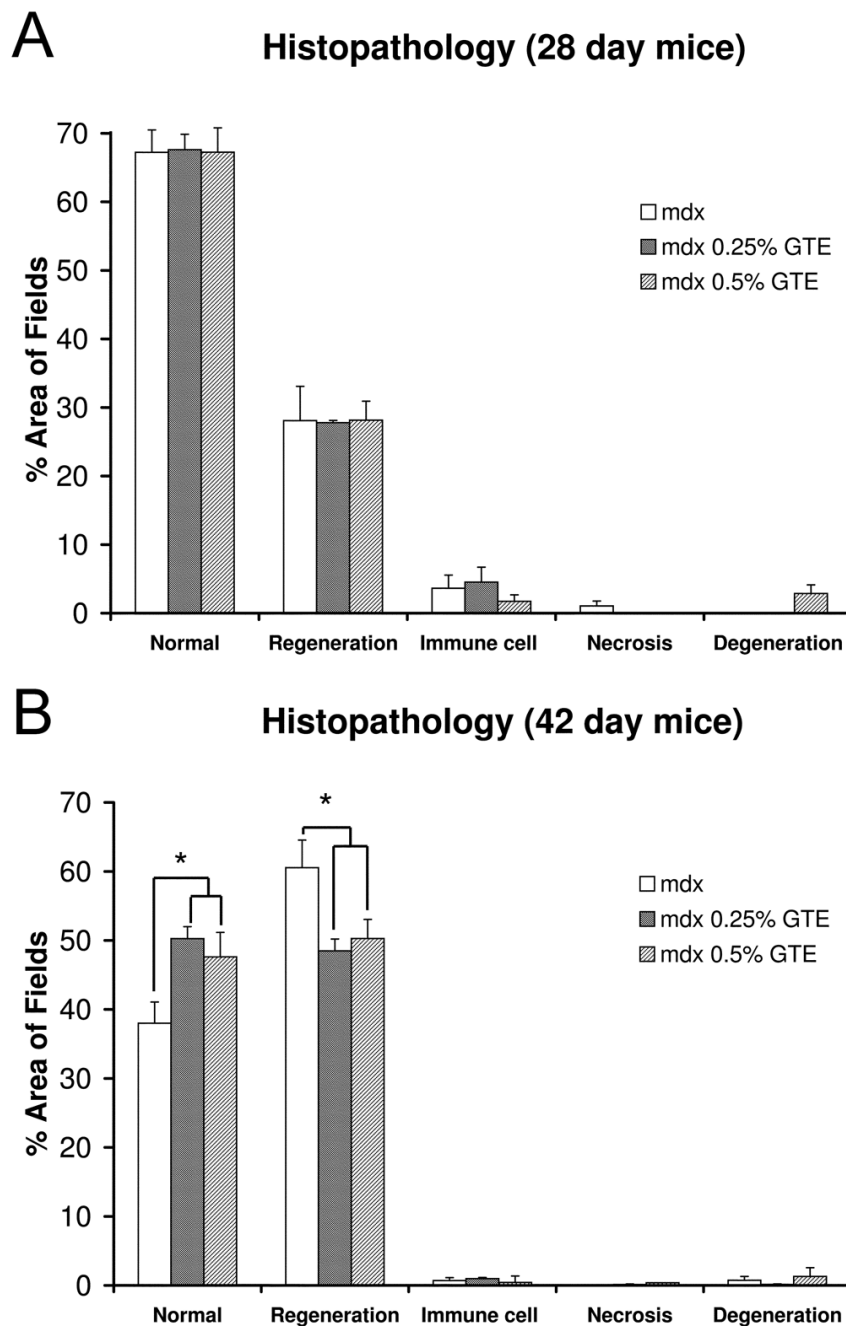 A
Histopathology (28 day mice)
% Area of Fields
70
60
50
40
30
20
10
0
mdx
mdx 0.25% GTE
mdx 0.5% GTE
Normal Regeneration Immune cell Necrosis Degeneration
B
Histopathology (42 day mice)
% Area of Fields
70
60
50
40
30
20
10
0
*
*
mdx
mdx 0.25% GTE
mdx 0.5% GTE
Normal Regeneration Immune cell Necrosis Degeneration